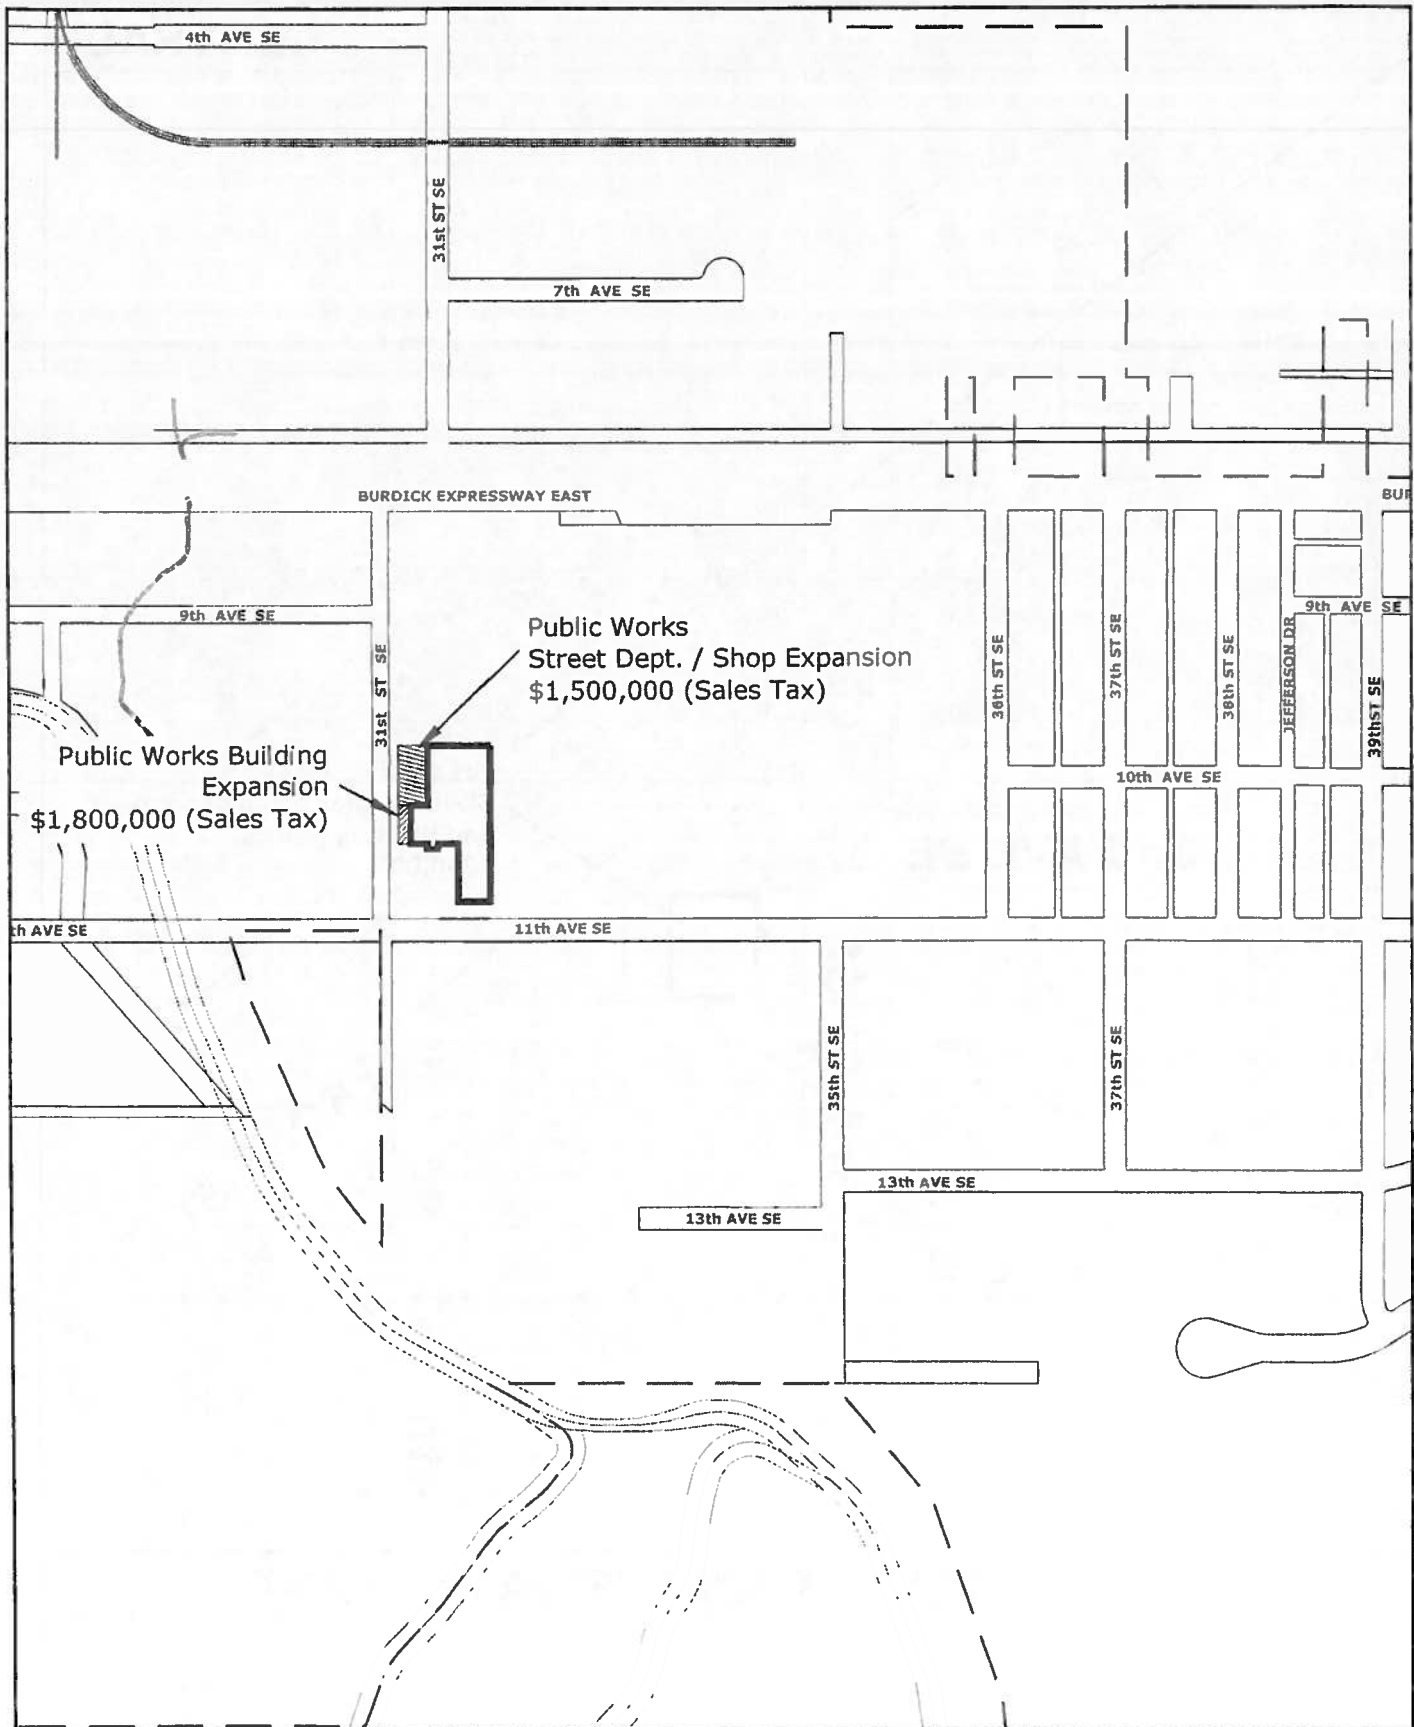 4th AVE SE
31st ST SE
7th AVE SE
BURDICK EXPRESSWAY EAST
BUR
9th AVE SE
9th AVE SE
Public Works
Street Dept. / Shop Expansion
$1,500,000 (Sales Tax)
31st ST SE
36th ST SE
37th ST SE
38th ST SE
JEFFERSON DR
39thST SE
Public Works Building
Expansion
$1,800,000 (Sales Tax)
10th AVE SE
th AVE SE
11th AVE SE
35th ST SE
37th ST SE
13th AVE SE
13th AVE SE